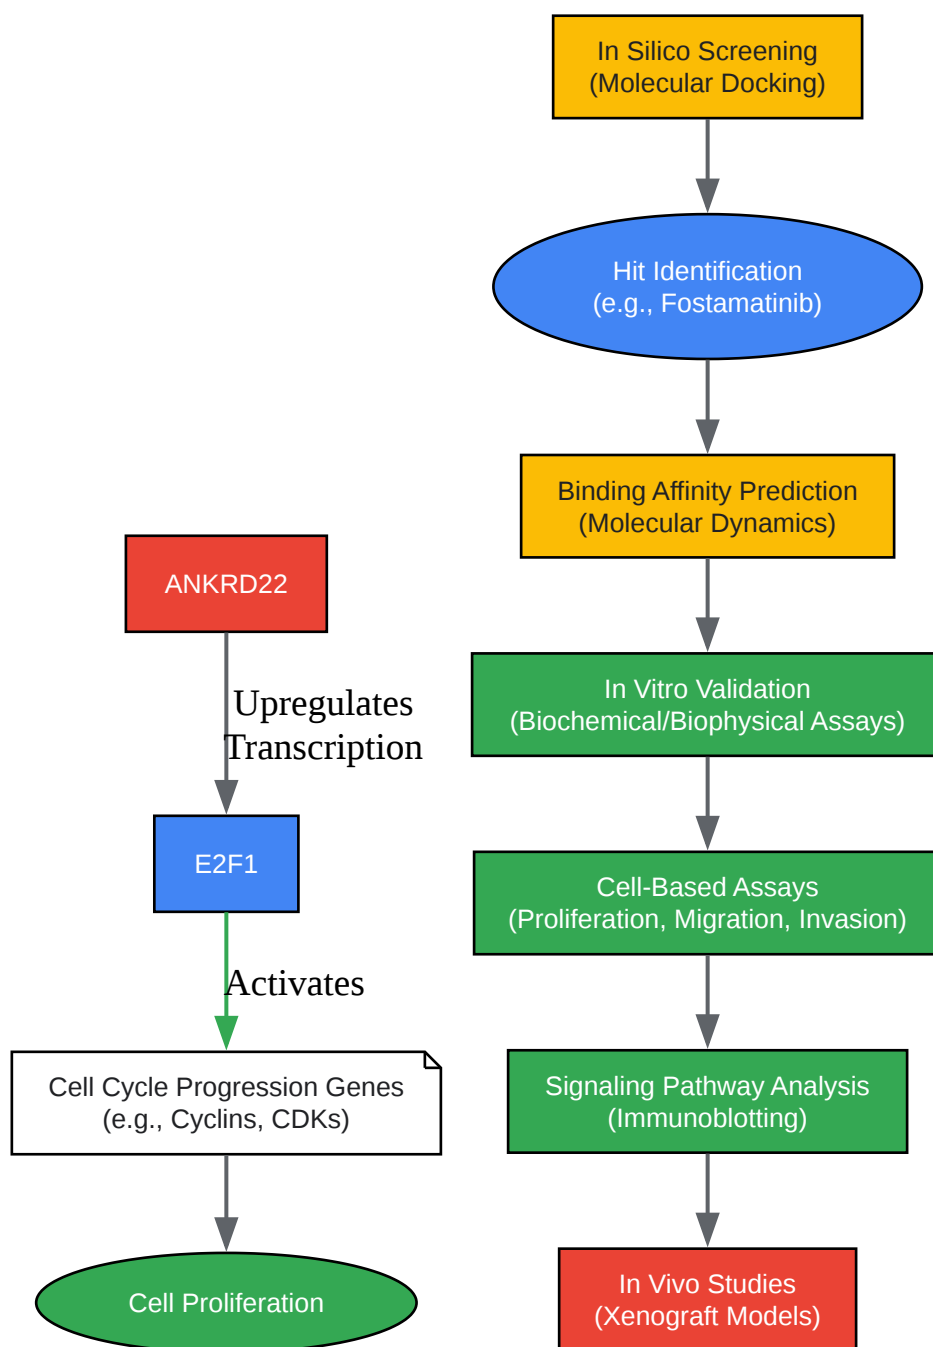 In Silico Screening
(Molecular Docking)
Hit Identification
(e.g., Fostamatinib)
Binding Affinity Prediction
(Molecular Dynamics)
In Vitro Validation
(Biochemical/Biophysical Assays)
Cell-Based Assays
(Proliferation, Migration, Invasion)
Signaling Pathway Analysis
(Immunoblotting)
In Vivo Studies
(Xenograft Models)
ANKRD22
Upregulates
Transcription
E2F1
Activates
Cell Cycle Progression Genes
(e.g., Cyclins, CDKs)
Cell Proliferation